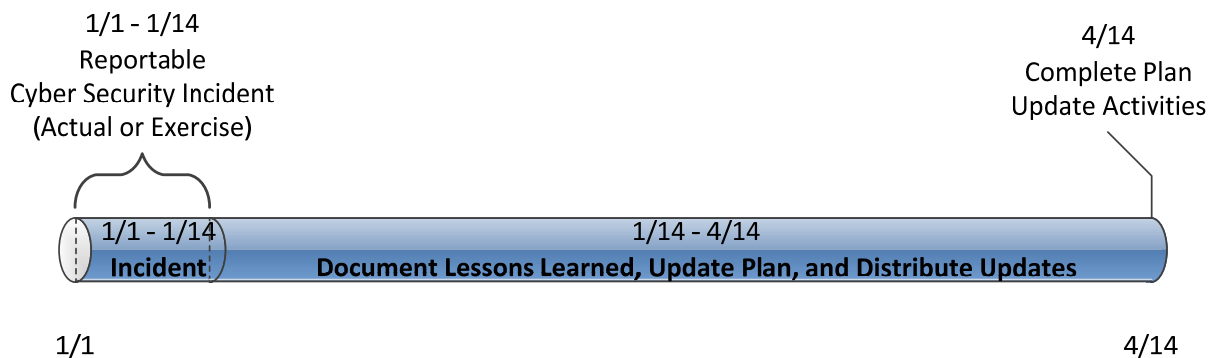 1/1 - 1/14
Reportable
Cyber Security Incident
(Actual or Exercise)
4/14
Complete Plan
Update Activities
1/1 - 1/14
Incident
1/14 - 4/14
Document Lessons Learned, Update Plan, and Distribute Updates
1/1
4/14